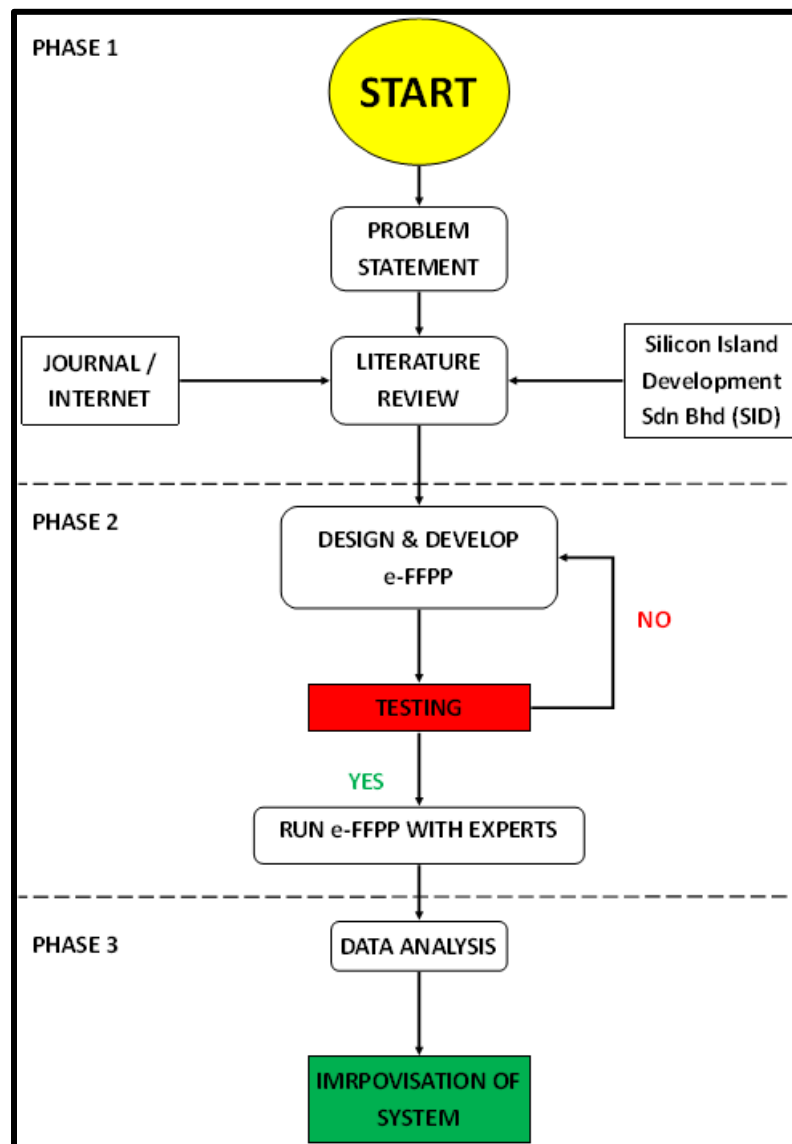 PHASE 1
START
PROBLEM
STATEMENT
JOURNAL /
INTERNET
LITERATURE
REVIEW
Silicon Island
Development
Sdn Bhd (SID)
PHASE 2
DESIGN & DEVELOP
e-FFPP
NO
TESTING
YES
RUN e-FFPP WITH EXPERTS
PHASE 3
DATA ANALYSIS
IMRPOVISATION OF
SYSTEM